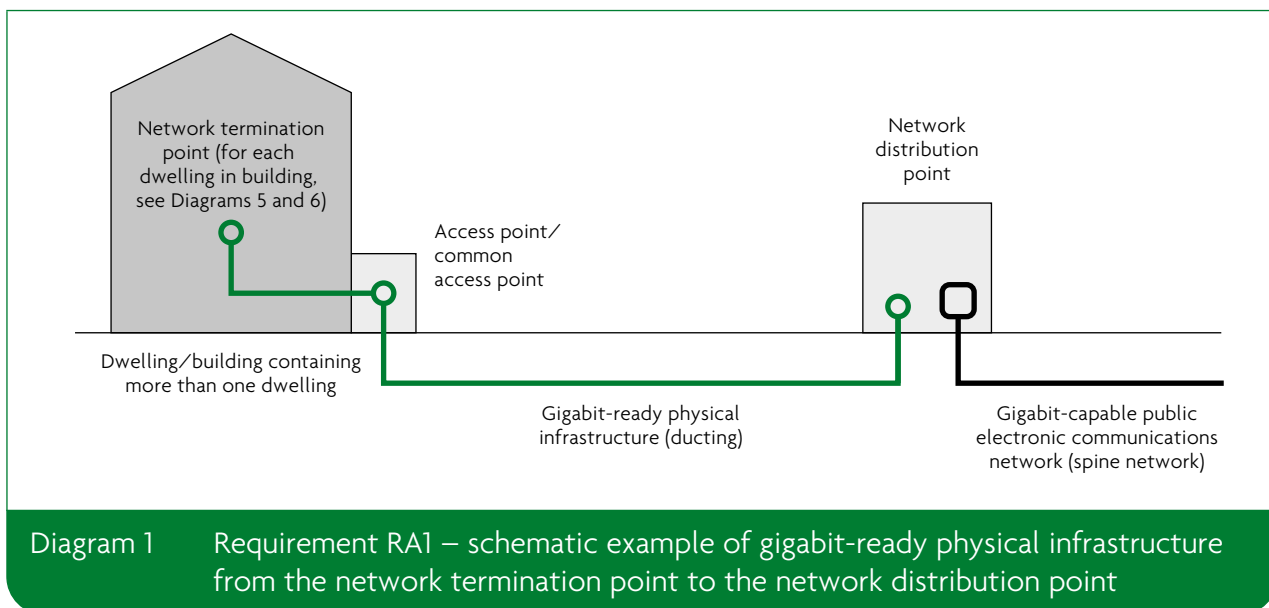 Network termination
point (for each
dwelling in building,
see Diagrams 5 and 6)
Access point/
common
access point
Network
distribution
point
Dwelling/building containing
more than one dwelling
Gigabit-ready physical
infrastructure (ducting)
Gigabit-capable public
electronic communications
network (spine network)
Diagram 1 Requirement RA1 – schematic example of gigabit-ready physical infrastructure
from the network termination point to the network distribution point